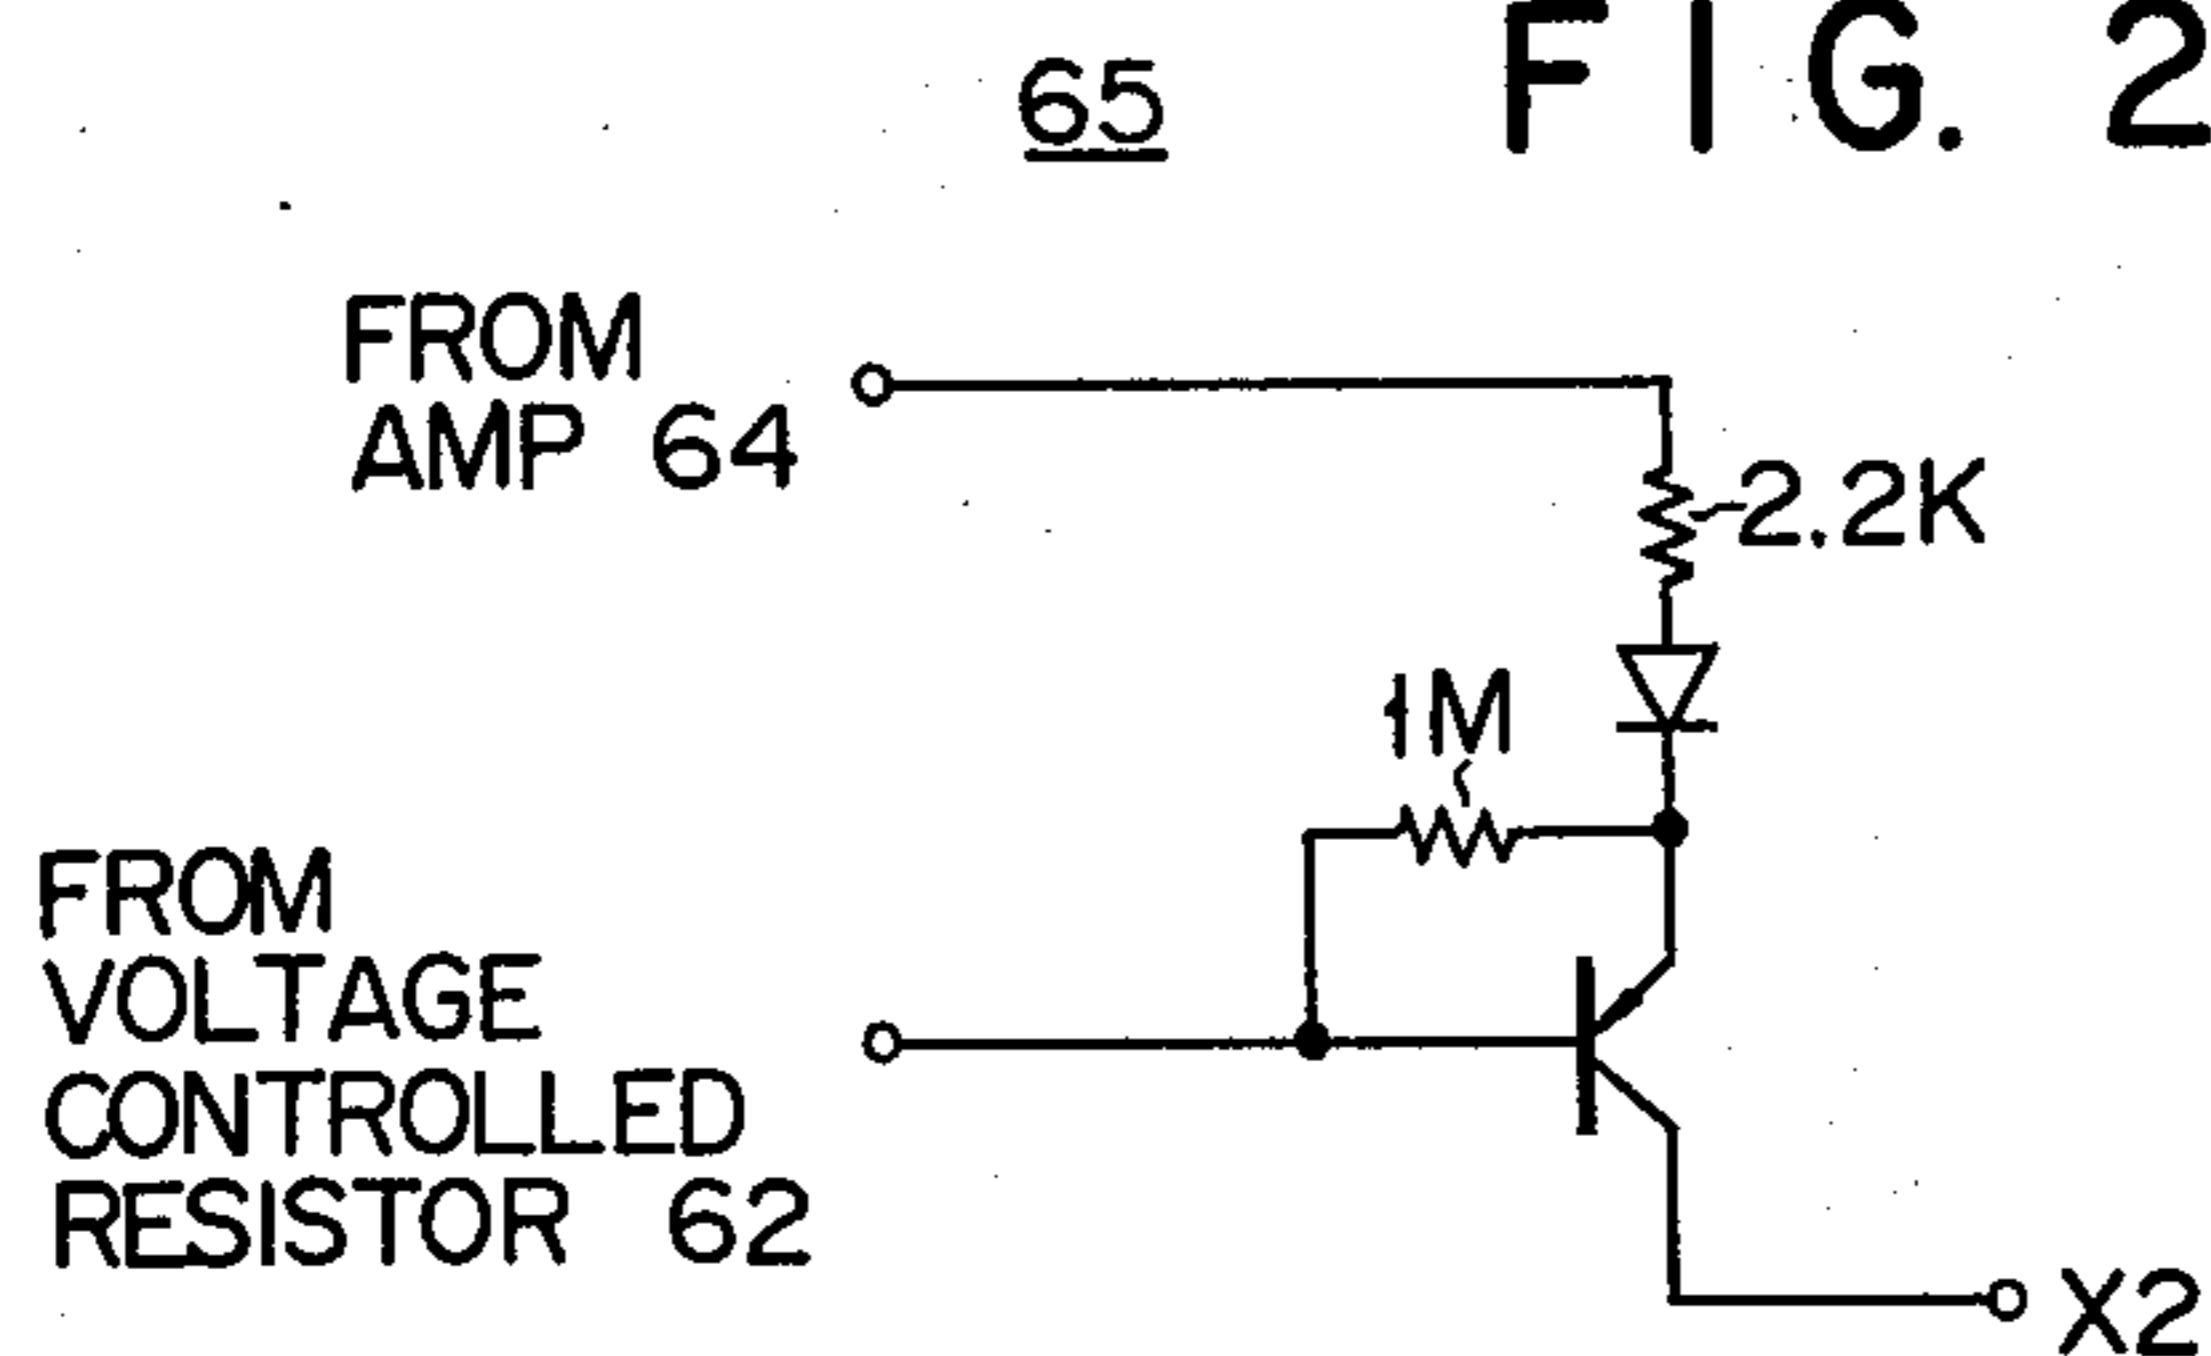 FIG. 2
65
FROM
AMP 64
2.2K
1M
FROM
VOLTAGE
CONTROLLED
RESISTOR 62
X2